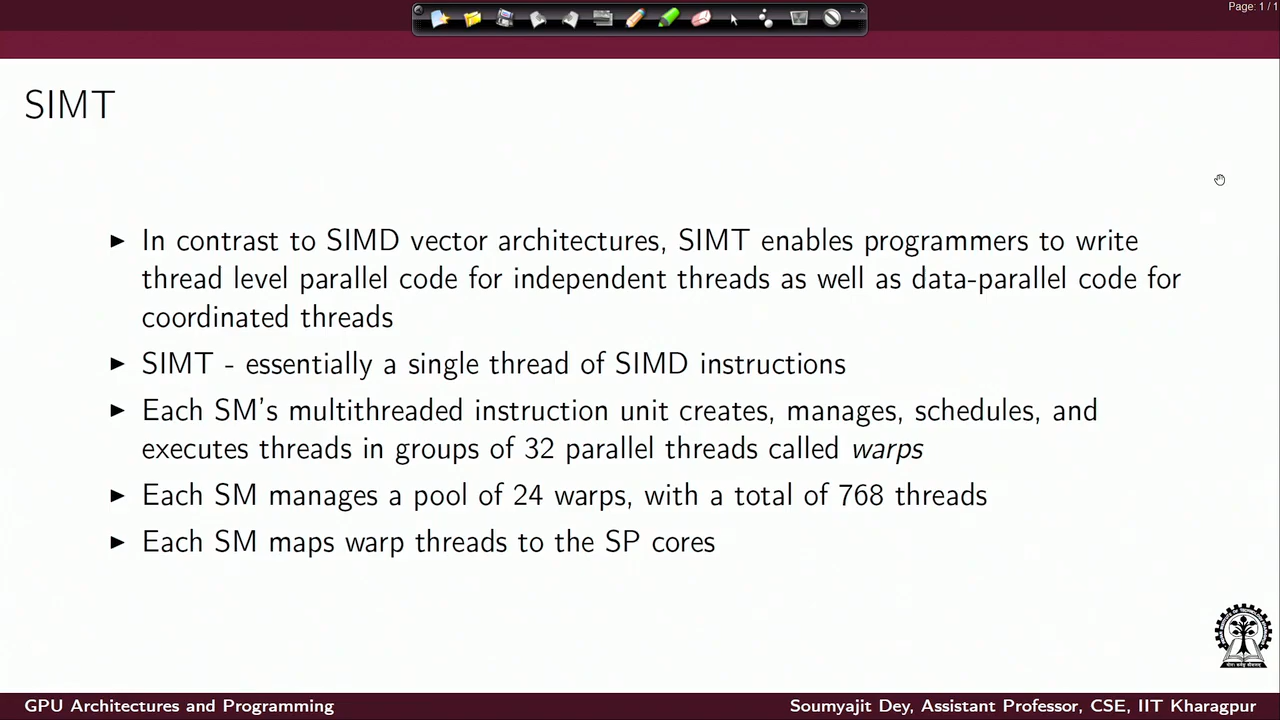 Page: 1 / 1
SIMT
▶ In contrast to SIMD vector architectures, SIMT enables programmers to write
thread level parallel code for independent threads as well as data-parallel code for
coordinated threads
▶ SIMT - essentially a single thread of SIMD instructions
▶ Each SM's multithreaded instruction unit creates, manages, schedules, and
executes threads in groups of 32 parallel threads called warps
▶ Each SM manages a pool of 24 warps, with a total of 768 threads
▶ Each SM maps warp threads to the SP cores
GPU Architectures and Programming
Soumyajit Dey, Assistant Professor, CSE, IIT Kharagpur